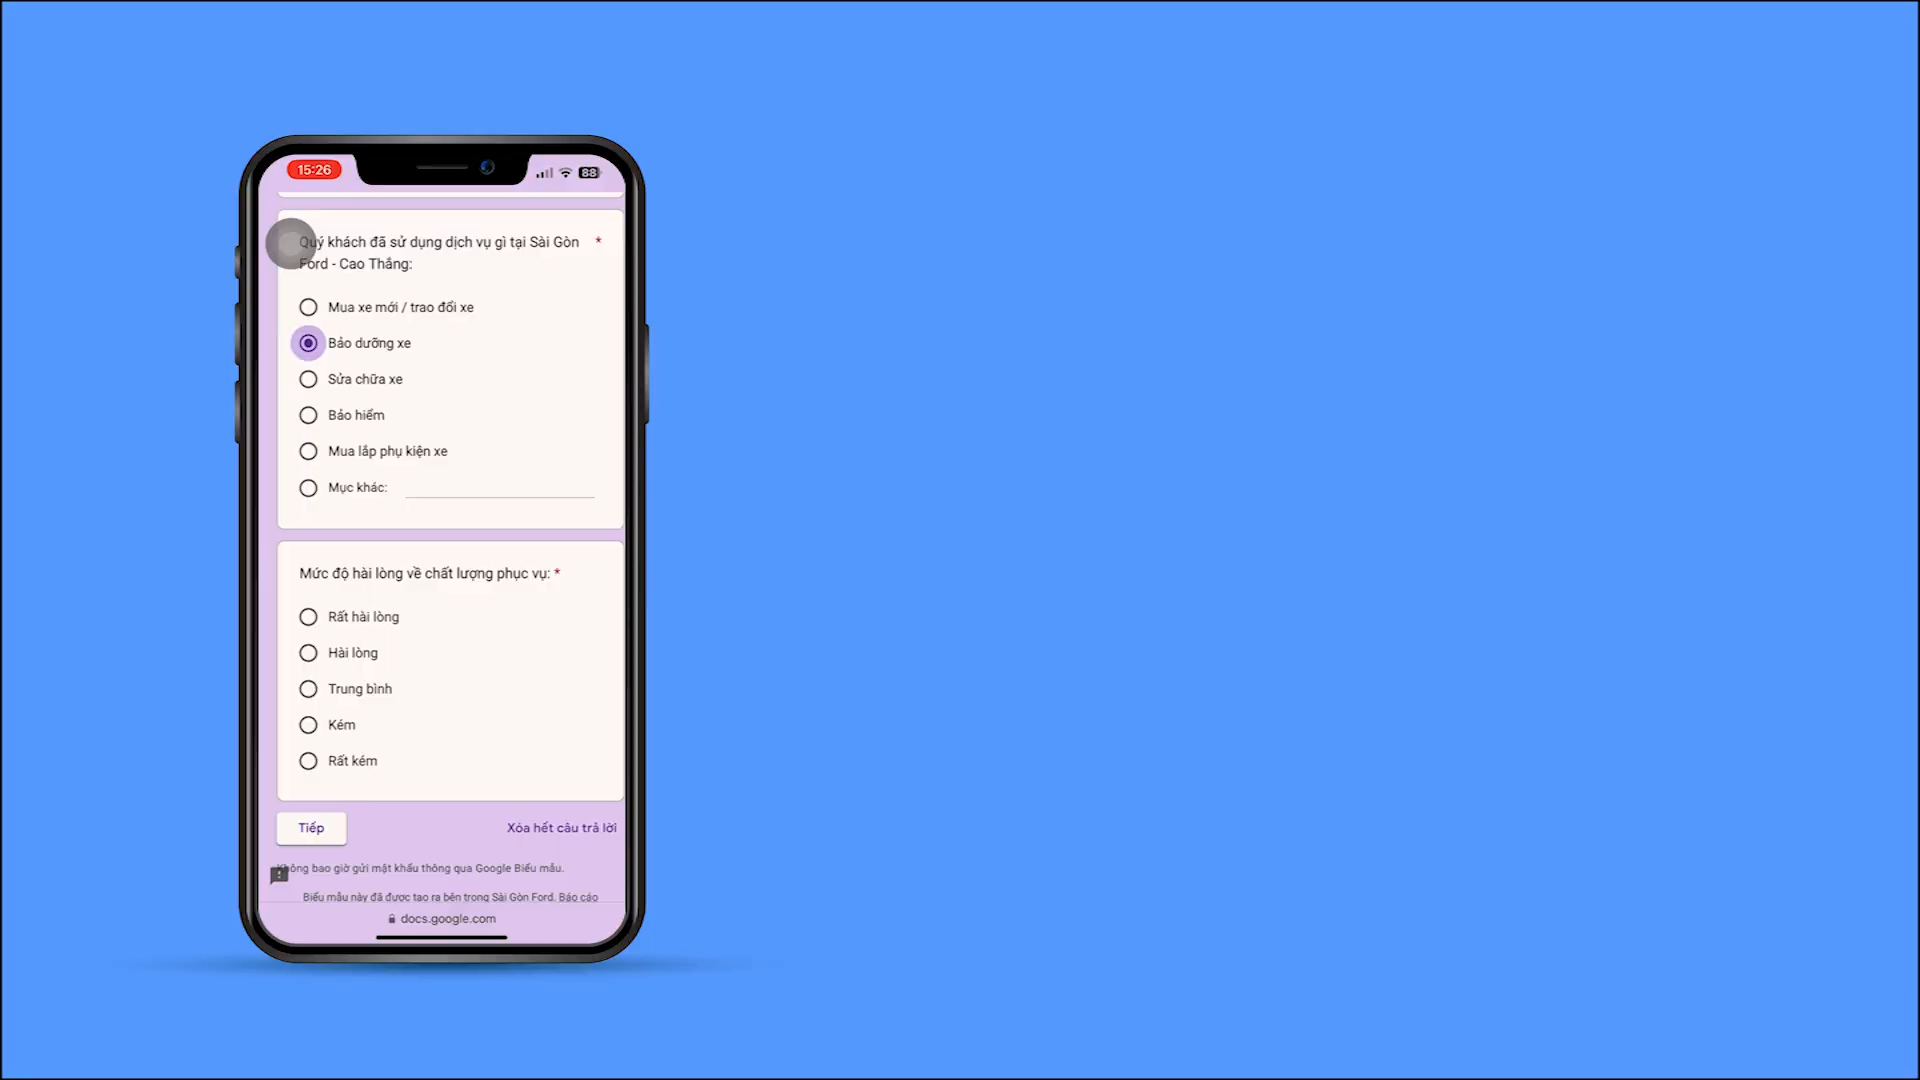 15:26
88
Quý khách đã sử dụng dịch vụ gì tại Sài Gòn *
Ford - Cao Thắng:
Mua xe mới / trao đổi xe
Bảo dưỡng xe
Sửa chữa xe
Bảo hiểm
Mua lắp phụ kiện xe
Mục khác:
Mức độ hài lòng về chất lượng phục vụ: *
Rất hài lòng
Hài lòng
Trung bình
Kém
Rất kém
Tiếp
Xóa hết câu trả lời
Không bao giờ gửi mật khẩu thông qua Google Biểu mẫu.
Biểu mẫu này đã được tạo ra bên trong Sài Gòn Ford. Báo cáo
docs.google.com